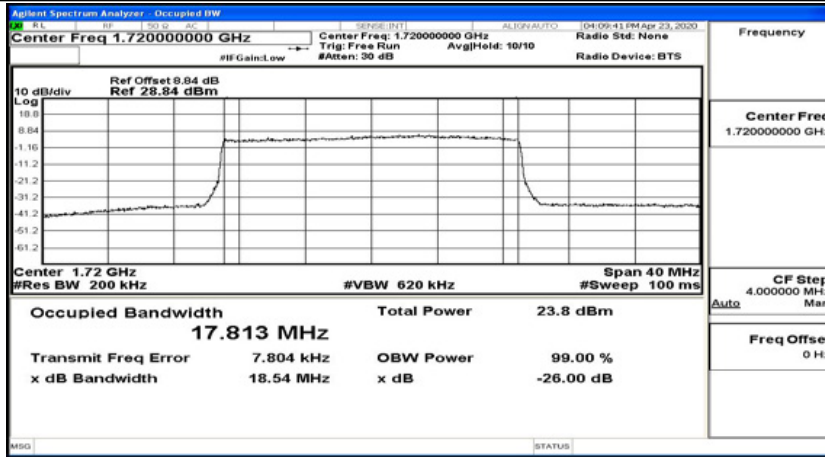 Agilent Spectrum Analyzer - Occupied BW
RL RF 50 Ω AC SENSE:INT ALIGN AUTO 04:09:41 PM Apr 23, 2020
Center Freq 1.720000000 GHz
Center Freq: 1.720000000 GHz Radio Std: None
Trig: Free Run Avg|Hold: 10/10
#IFGain:Low #Atten: 30 dB Radio Device: BTS
Ref Offset 8.84 dB
10 dB/div Ref 28.84 dBm
Log
18.8
8.84
-1.16
-11.2
-21.2
-31.2
-41.2
-51.2
-61.2
Center 1.72 GHz Span 40 MHz
#Res BW 200 kHz #VBW 620 kHz #Sweep 100 ms
Occupied Bandwidth Total Power 23.8 dBm
17.813 MHz
Transmit Freq Error 7.804 kHz OBW Power 99.00 %
x dB Bandwidth 18.54 MHz x dB -26.00 dB
MSG STATUS
Frequency
Center Freq
1.720000000 GH
CF Step
4.000000 MH
Auto Man
Freq Offse
0 H